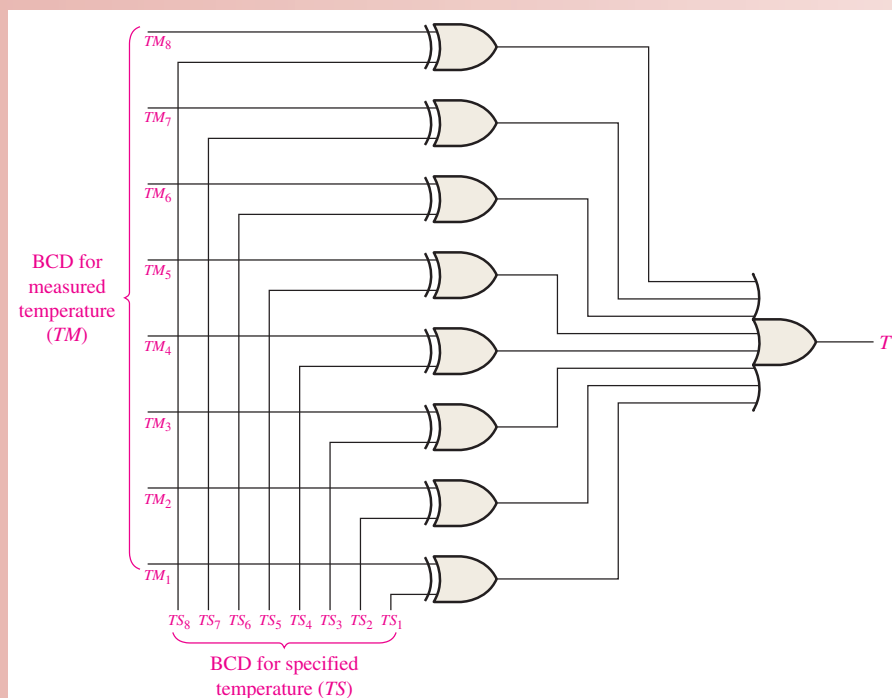 TM8
TM7
TM6
BCD for
measured
temperature
(TM)
TM5
TM4
T
TM3
TM2
TM1
TS8 TS7 TS6 TS5 TS4 TS3 TS2 TS1
BCD for specified
temperature (TS)